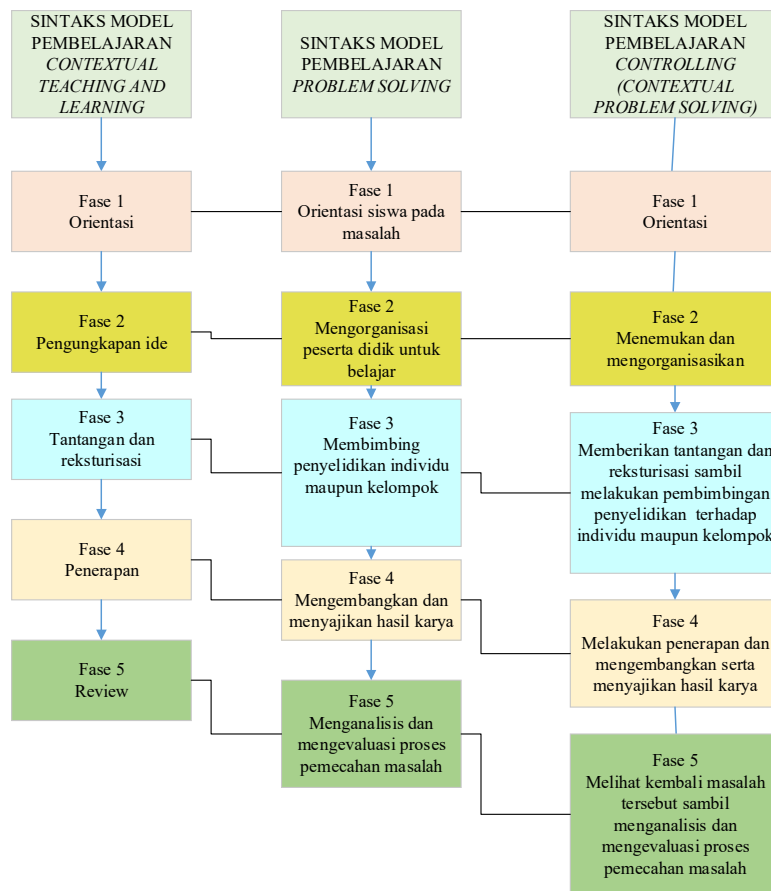 SINTAKS MODEL
PEMBELAJARAN
CONTEXTUAL
TEACHING AND
LEARNING
Fase 1
Orientasi
Fase 2
Pengungkapan ide
Fase 3
Tantangan dan
reksturisasi
Fase 4
Penerapan
Fase 5
Review
SINTAKS MODEL
PEMBELAJARAN
PROBLEM SOLVING
Fase 1
Orientasi siswa pada
masalah
Fase 2
Mengorganisasi
peserta didik untuk
belajar
Fase 3
Membimbing
penyelidikan individu
maupun kelompok
Fase 4
Mengembangkan dan
menyajikan hasil karya
Fase 5
Menganalisis dan
mengevaluasi proses
pemecahan masalah
SINTAKS MODEL
PEMBELAJARAN
CONTROLLING
(CONTEXTUAL
PROBLEM SOLVING)
Fase 1
Orientasi
Fase 2
Menemukan dan
mengorganisasikan
Fase 3
Memberikan tantangan dan
reksturisasi sambil
melakukan pembimbingan
penyelidikan terhadap
individu maupun kelompok
Fase 4
Melakukan penerapan dan
mengembangkan serta
menyajikan hasil karya
Fase 5
Melihat kembali masalah
tersebut sambil
menganalisis dan
mengevaluasi proses
pemecahan masalah